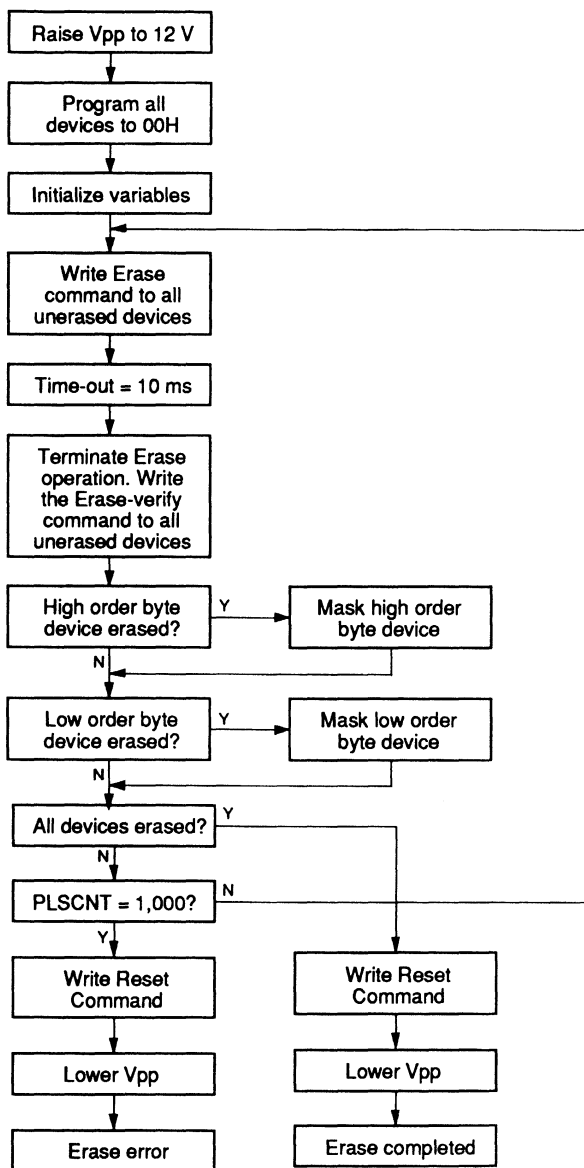 Raise Vpp to 12 V
Program all
devices to 00H
Initialize variables
Write Erase
command to all
unerased devices
Time-out = 10 ms
Terminate Erase
operation. Write
the Erase-verify
command to all
unerased devices
High order byte
device erased?
Y
Mask high order
byte device
N
Low order byte
device erased?
Y
Mask low order
byte device
N
All devices erased?
Y
N
PLSCNT = 1,000?
N
Y
Write Reset
Command
Lower Vpp
Erase error
Write Reset
Command
Lower Vpp
Erase completed